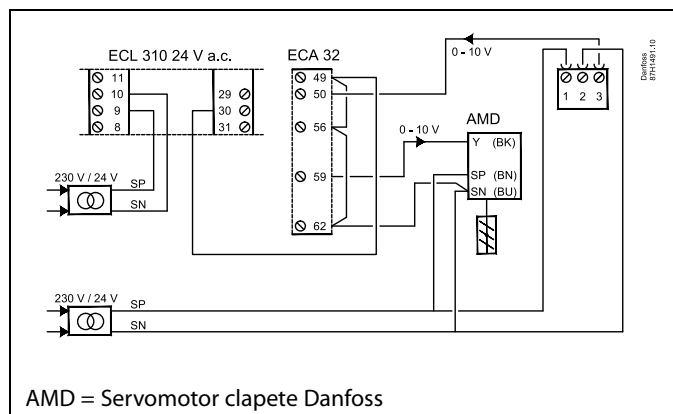 ECL 310 24 V a.c.
ECA 32
0 - 10 V
Danfoss
87H1491.10
11
10
9
8
29
30
31
49
50
56
59
62
1 2 3
AMD
0 - 10 V
Y (BK)
SP (BN)
SN (BU)
230 V / 24 V
SP
SN
230 V / 24 V
SP
SN
AMD = Servomotor clapete Danfoss